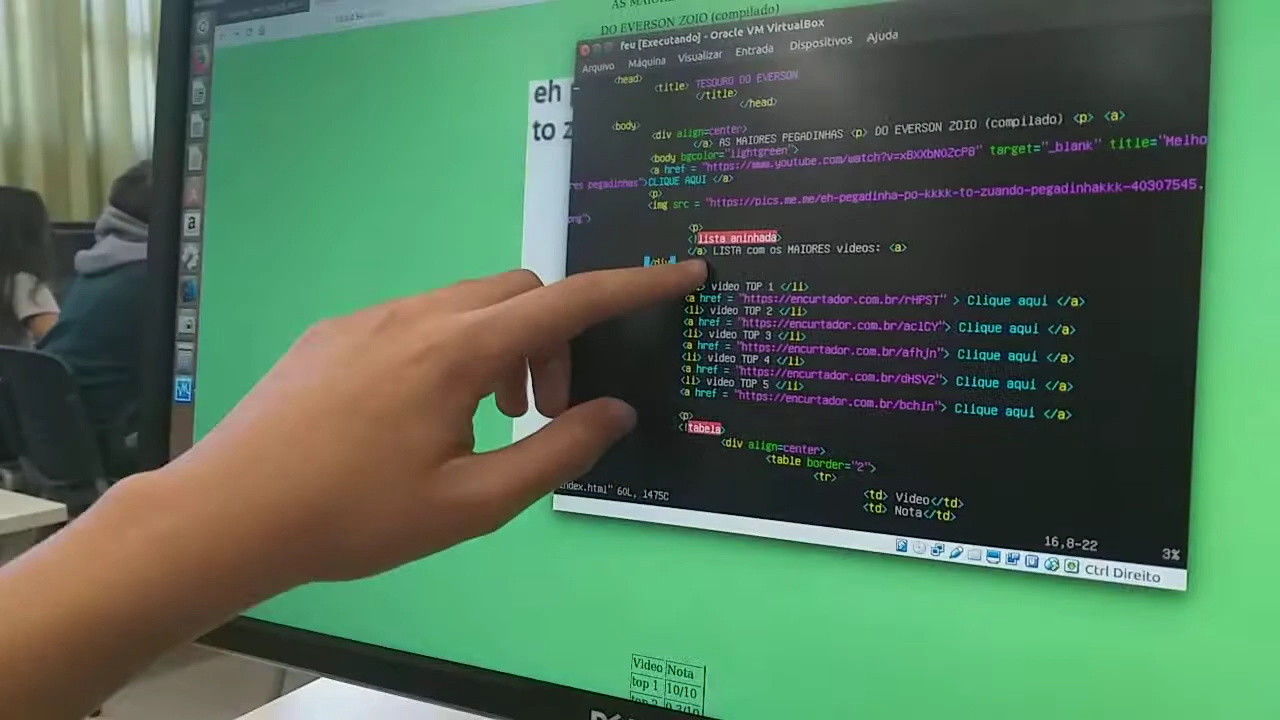 AS MAIO
DO EVERSON ZOIO (compilado)
feu [Executando] - Oracle VM VirtualBox
Arquivo Máquina Visualizar Entrada Dispositivos Ajuda
<head>
<title> TESOURO DO EVERSON
</title>
</head>
<body>
<div align=center>
</a> AS MAIORES PEGADINHAS <p> DO EVERSON ZOIO (compilado) <p> <a>
<body bgcolor="lightgreen">
<a href = "https://www.youtube.com/watch?v=xBXXbN0ZcP8" target="_blank" title="Melho
res pegadinhas">CLIQUE AQUI </a>
<p>
<img src = "https://pics.me.me/eh-pegadinha-po-kkkk-to-zuando-pegadinhakkk-40307545.
png">
<p>
<!lista aninhada>
</a> LISTA com os MAIORES videos: <a>
</div>
video TOP 1 </li>
<a href = "https://encurtador.com.br/rHPST" > Clique aqui </a>
<li> video TOP 2 </li>
<a href = "https://encurtador.com.br/aclCY"> Clique aqui </a>
<li> video TOP 3 </li>
<a href = "https://encurtador.com.br/afhjn"> Clique aqui </a>
<li> video TOP 4 </li>
<a href = "https://encurtador.com.br/dHSV2"> Clique aqui </a>
<li> video TOP 5 </li>
<a href = "https://encurtador.com.br/bchln"> Clique aqui </a>
<p>
<!tabela>
<div align=center>
<table border="2">
<tr>
<td> Video</td>
<td> Nota</td>
index.html" 60L, 1475C
16,8-22 3%
Ctrl Direito
eh
to z
Video Nota
top 1 10/10